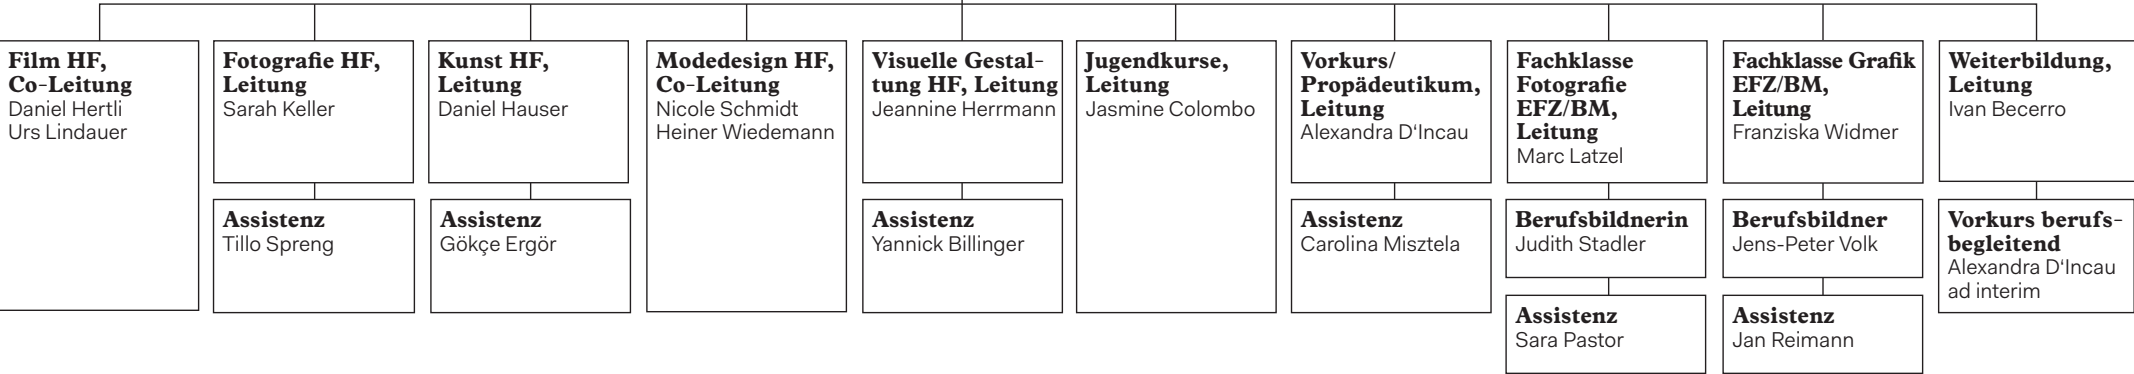 Film HF,
Co-Leitung
Daniel Hertli
Urs Lindauer
Fotografie HF,
Leitung
Sarah Keller
Assistenz
Tillo Spreng
Kunst HF,
Leitung
Daniel Hauser
Assistenz
Gökçe Ergör
Modedesign HF,
Co-Leitung
Nicole Schmidt
Heiner Wiedemann
Visuelle Gestal-
tung HF, Leitung
Jeannine Herrmann
Assistenz
Yannick Billinger
Jugendkurse,
Leitung
Jasmine Colombo
Vorkurs/
Propädeutikum,
Leitung
Alexandra D‘Incau
Assistenz
Carolina Misztela
Fachklasse
Fotografie
EFZ/BM,
Leitung
Marc Latzel
Berufsbildnerin
Judith Stadler
Assistenz
Sara Pastor
Fachklasse Grafik
EFZ/BM,
Leitung
Franziska Widmer
Berufsbildner
Jens-Peter Volk
Assistenz
Jan Reimann
Weiterbildung,
Leitung
Ivan Becerro
Vorkurs berufs-
begleitend
Alexandra D‘Incau
ad interim